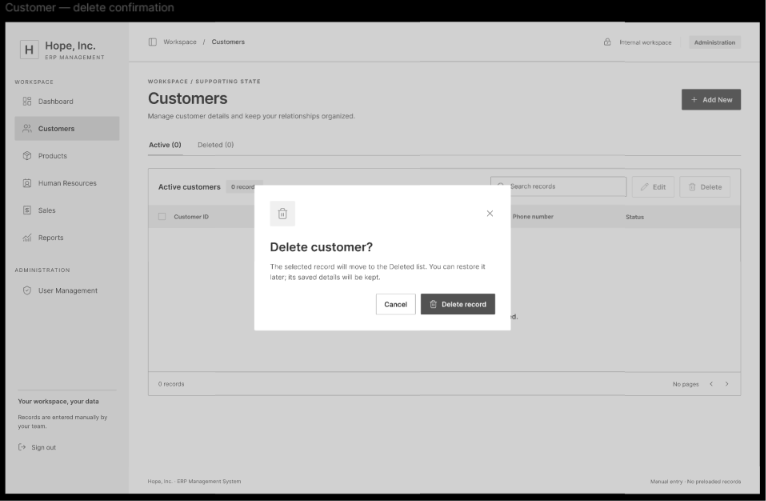 Customer — delete confirmation
H
Hope, Inc.
ERP MANAGEMENT
Workspace / Customers
Internal workspace
Administration
WORKSPACE
Dashboard
Customers
Products
Human Resources
Sales
Reports
ADMINISTRATION
User Management
WORKSPACE / SUPPORTING STATE
Customers
Manage customer details and keep your relationships organized.
+ Add New
Active (0)
Deleted (0)
Active customers
0 record
Search records
Edit
Delete
Customer ID
Phone number
Status
Delete customer?
The selected record will move to the Deleted list. You can restore it
later; its saved details will be kept.
Cancel
Delete record
d.
0 records
No pages
Your workspace, your data
Records are entered manually by
your team.
Sign out
Hope, Inc. · ERP Management System
Manual entry · No preloaded records